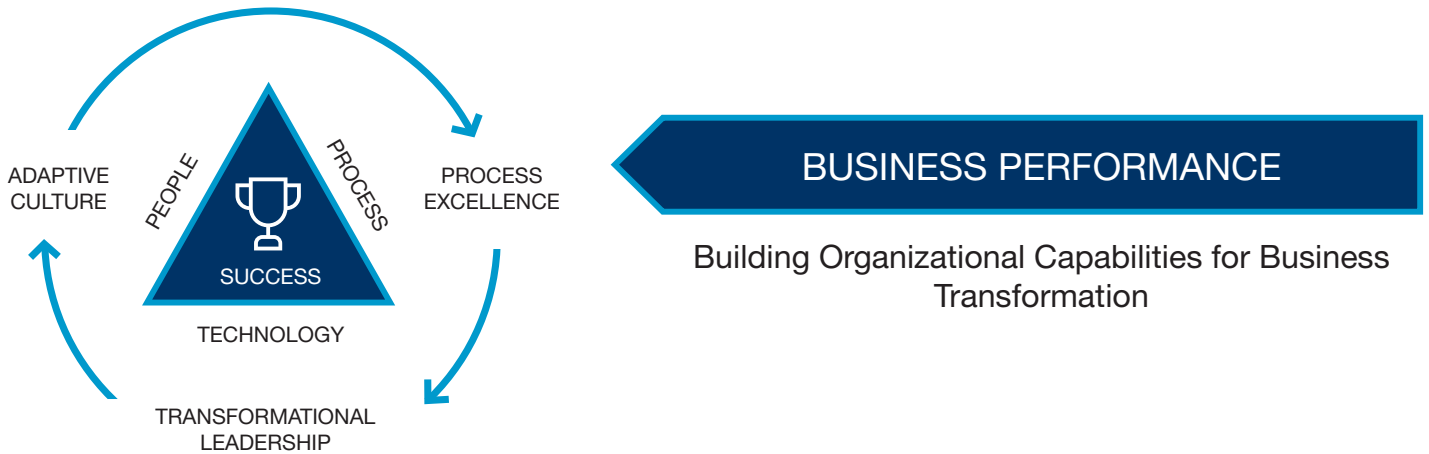 ADAPTIVE
CULTURE
PEOPLE
PROCESS
SUCCESS
TECHNOLOGY
PROCESS
EXCELLENCE
TRANSFORMATIONAL
LEADERSHIP
BUSINESS PERFORMANCE
Building Organizational Capabilities for Business
Transformation